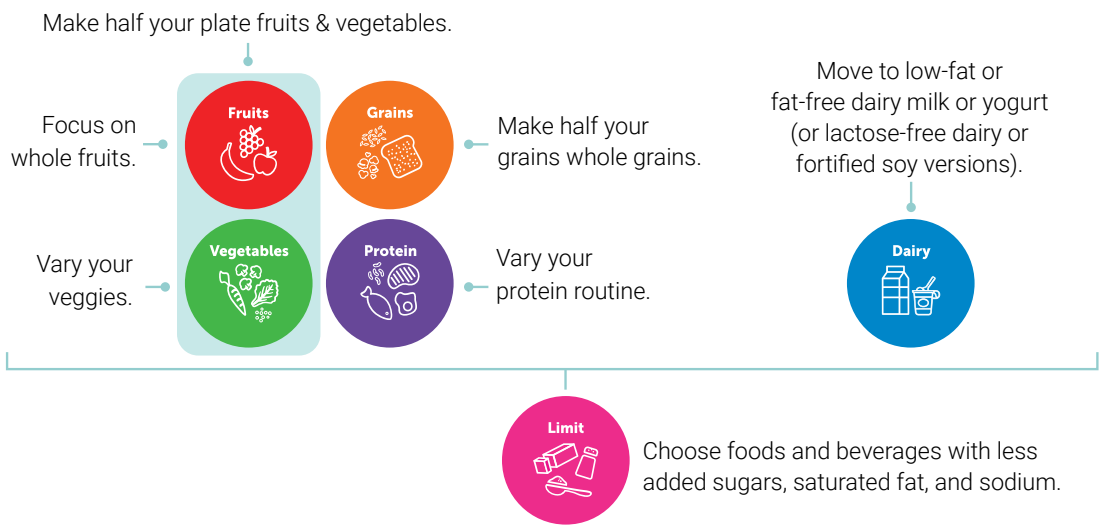 Make half your plate fruits & vegetables.
Focus on
whole fruits.
Fruits
Grains
Make half your
grains whole grains.
Vary your
veggies.
Vegetables
Protein
Vary your
protein routine.
Move to low-fat or
fat-free dairy milk or yogurt
(or lactose-free dairy or
fortified soy versions).
Dairy
Limit
Choose foods and beverages with less
added sugars, saturated fat, and sodium.